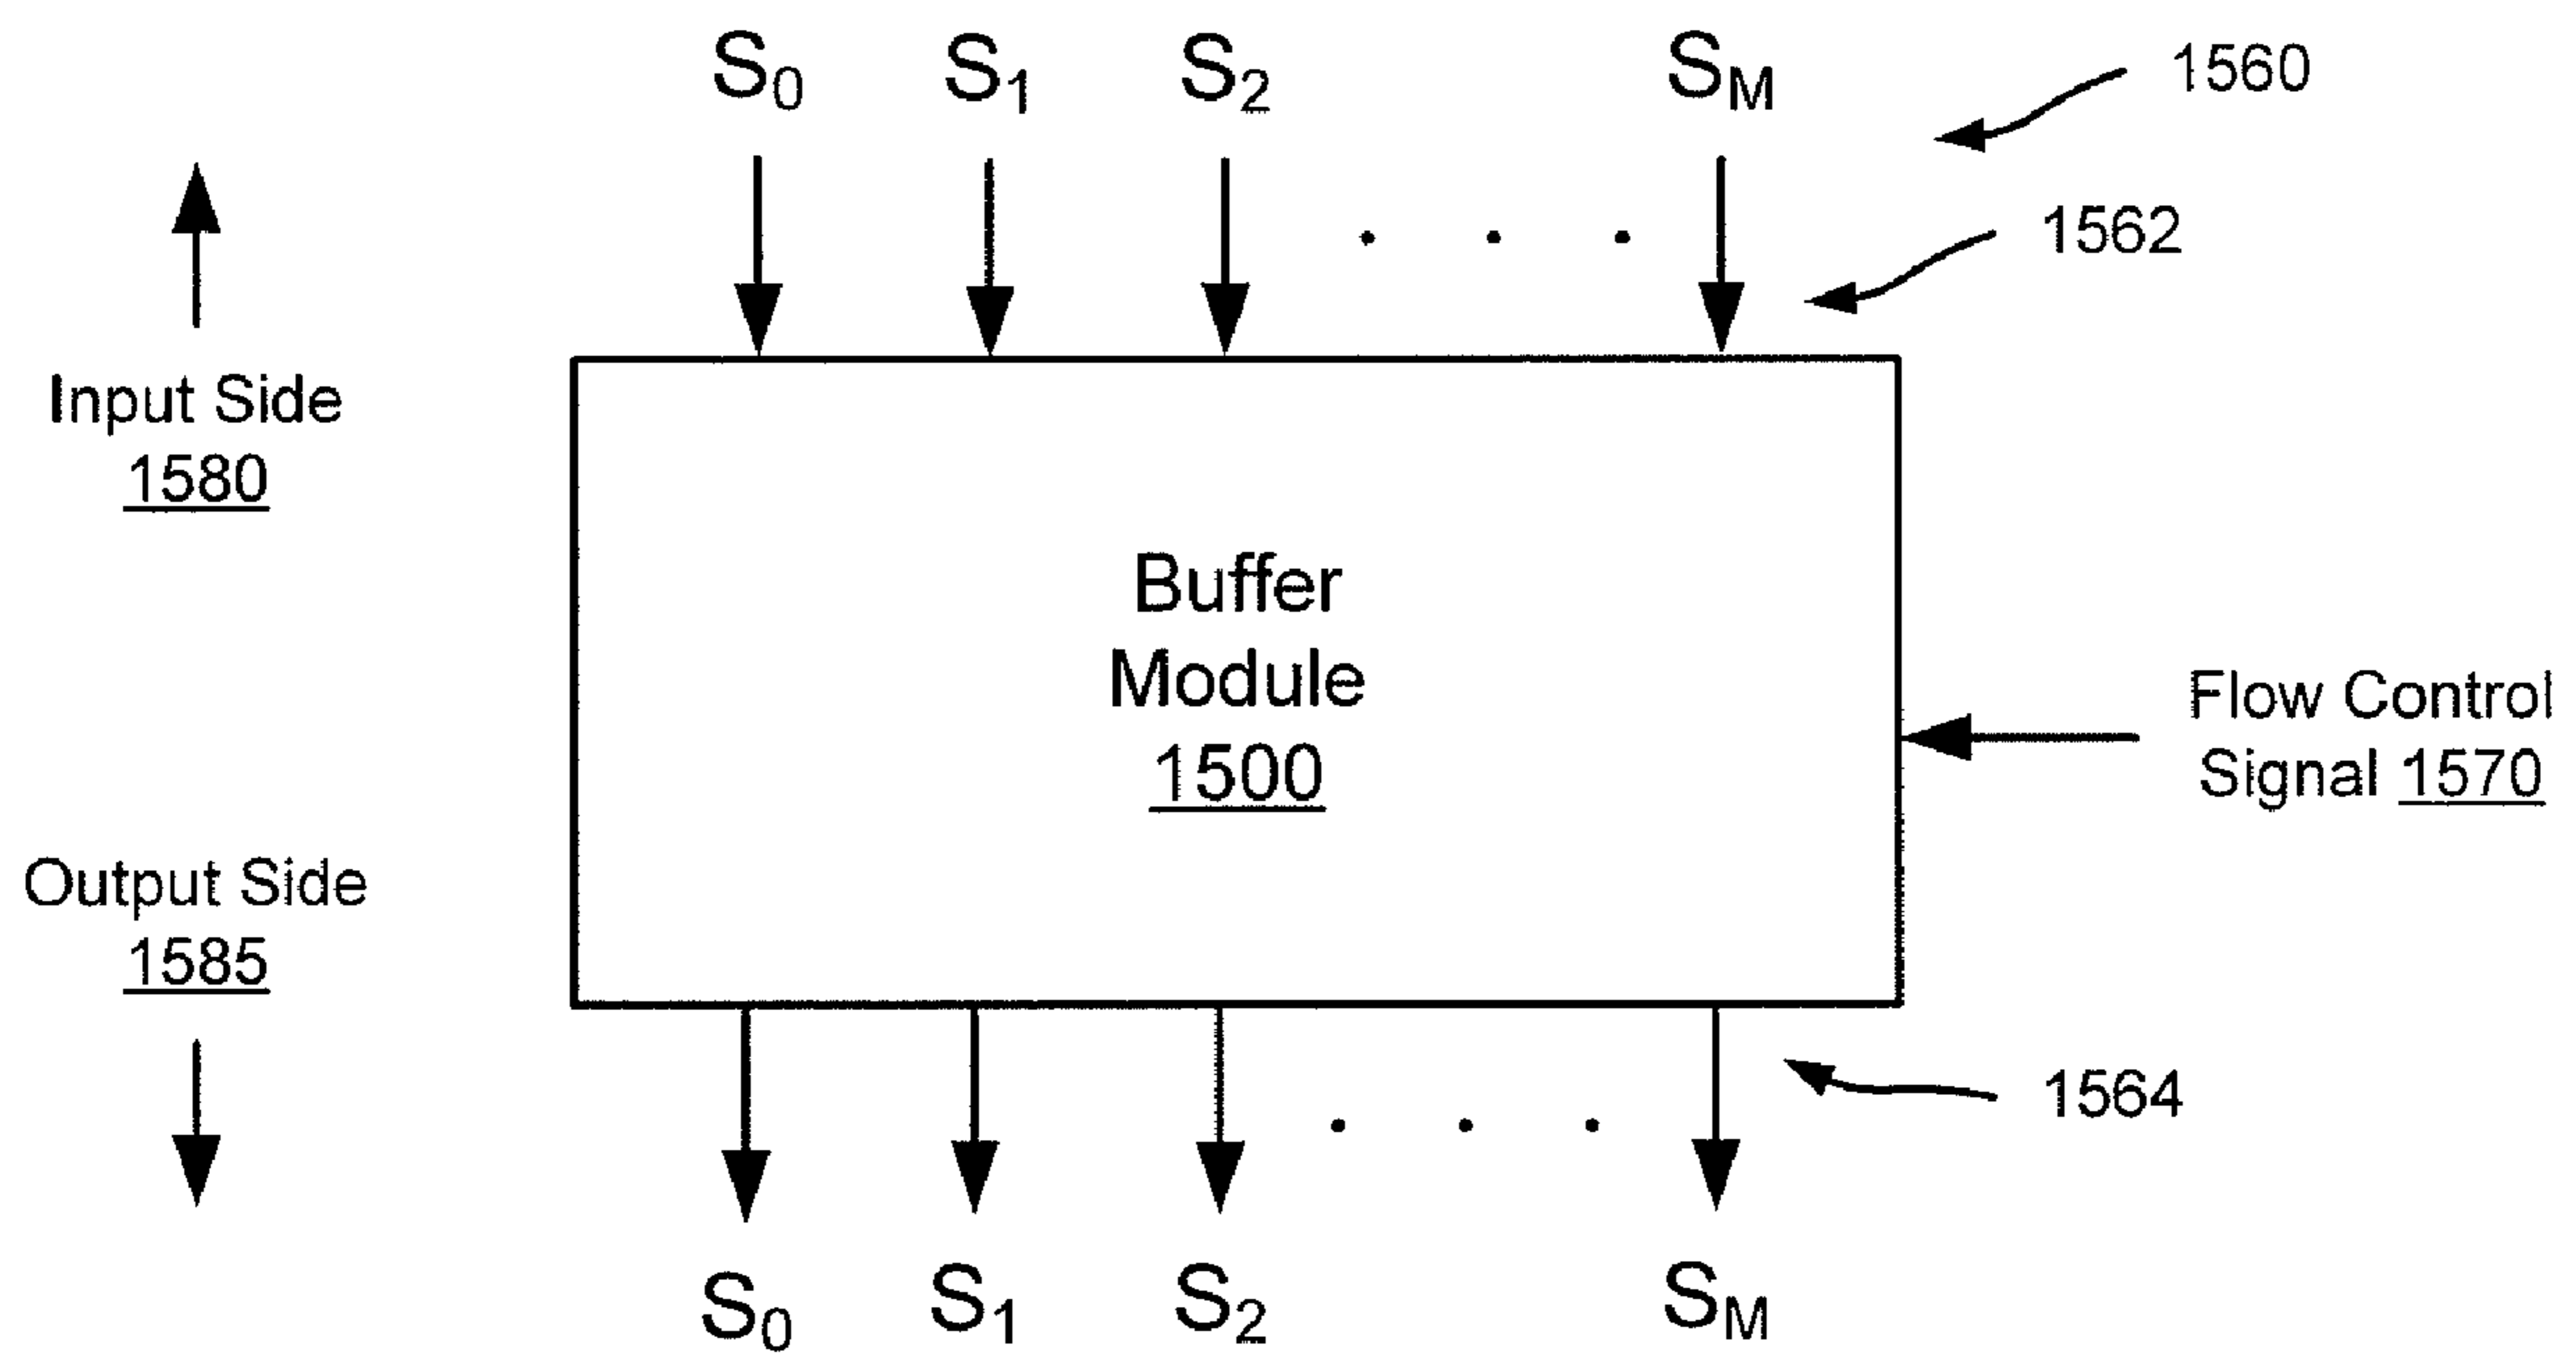 S0 S1 S2 . . . SM
1560
1562
Input Side
1580
Buffer
Module
1500
Flow Control
Signal 1570
Output Side
1585
1564
S0 S1 S2 . . . SM